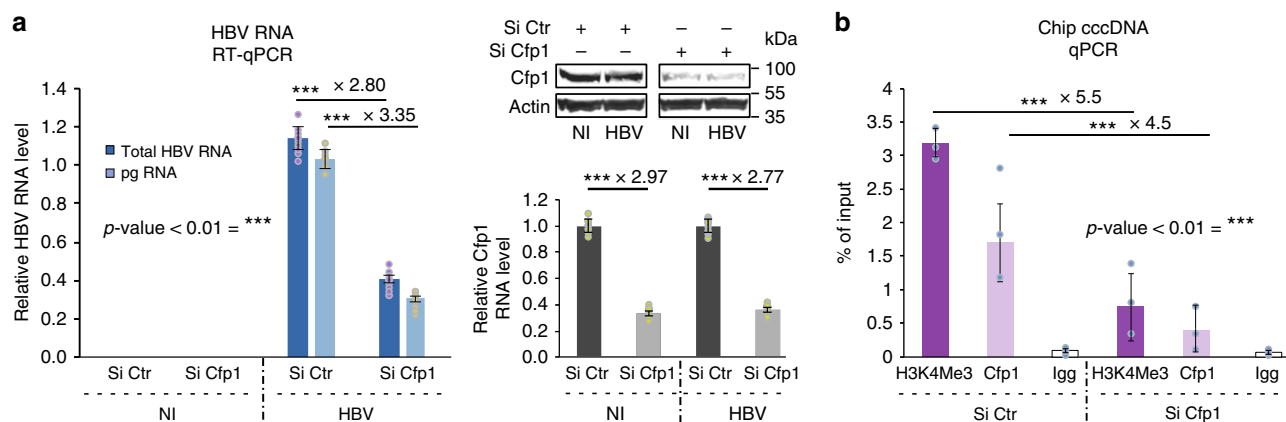 a
HBV RNA
RT-qPCR
*** × 2.80
*** × 3.35
1.4
1.2
1.0
0.8
0.6
0.4
0.2
0.0
Relative HBV RNA level
Total HBV RNA
pg RNA
p-value < 0.01 = ***
Si Ctr Si Cfp1 Si Ctr Si Cfp1
NI HBV
Si Ctr + + – –
Si Cfp1 – – + +
kDa
Cfp1
Actin
100
55
35
NI HBV NI HBV
*** × 2.97 *** × 2.77
1.2
1.0
0.8
0.6
0.4
0.2
0.0
Relative Cfp1
RNA level
Si Ctr Si Cfp1 Si Ctr Si Cfp1
NI HBV
b
Chip cccDNA
qPCR
*** × 5.5
*** × 4.5
4
3.5
3
2.5
2
1.5
1
0.5
0
% of input
p-value < 0.01 = ***
H3K4Me3 Cfp1 Igg H3K4Me3 Cfp1 Igg
Si Ctr Si Cfp1